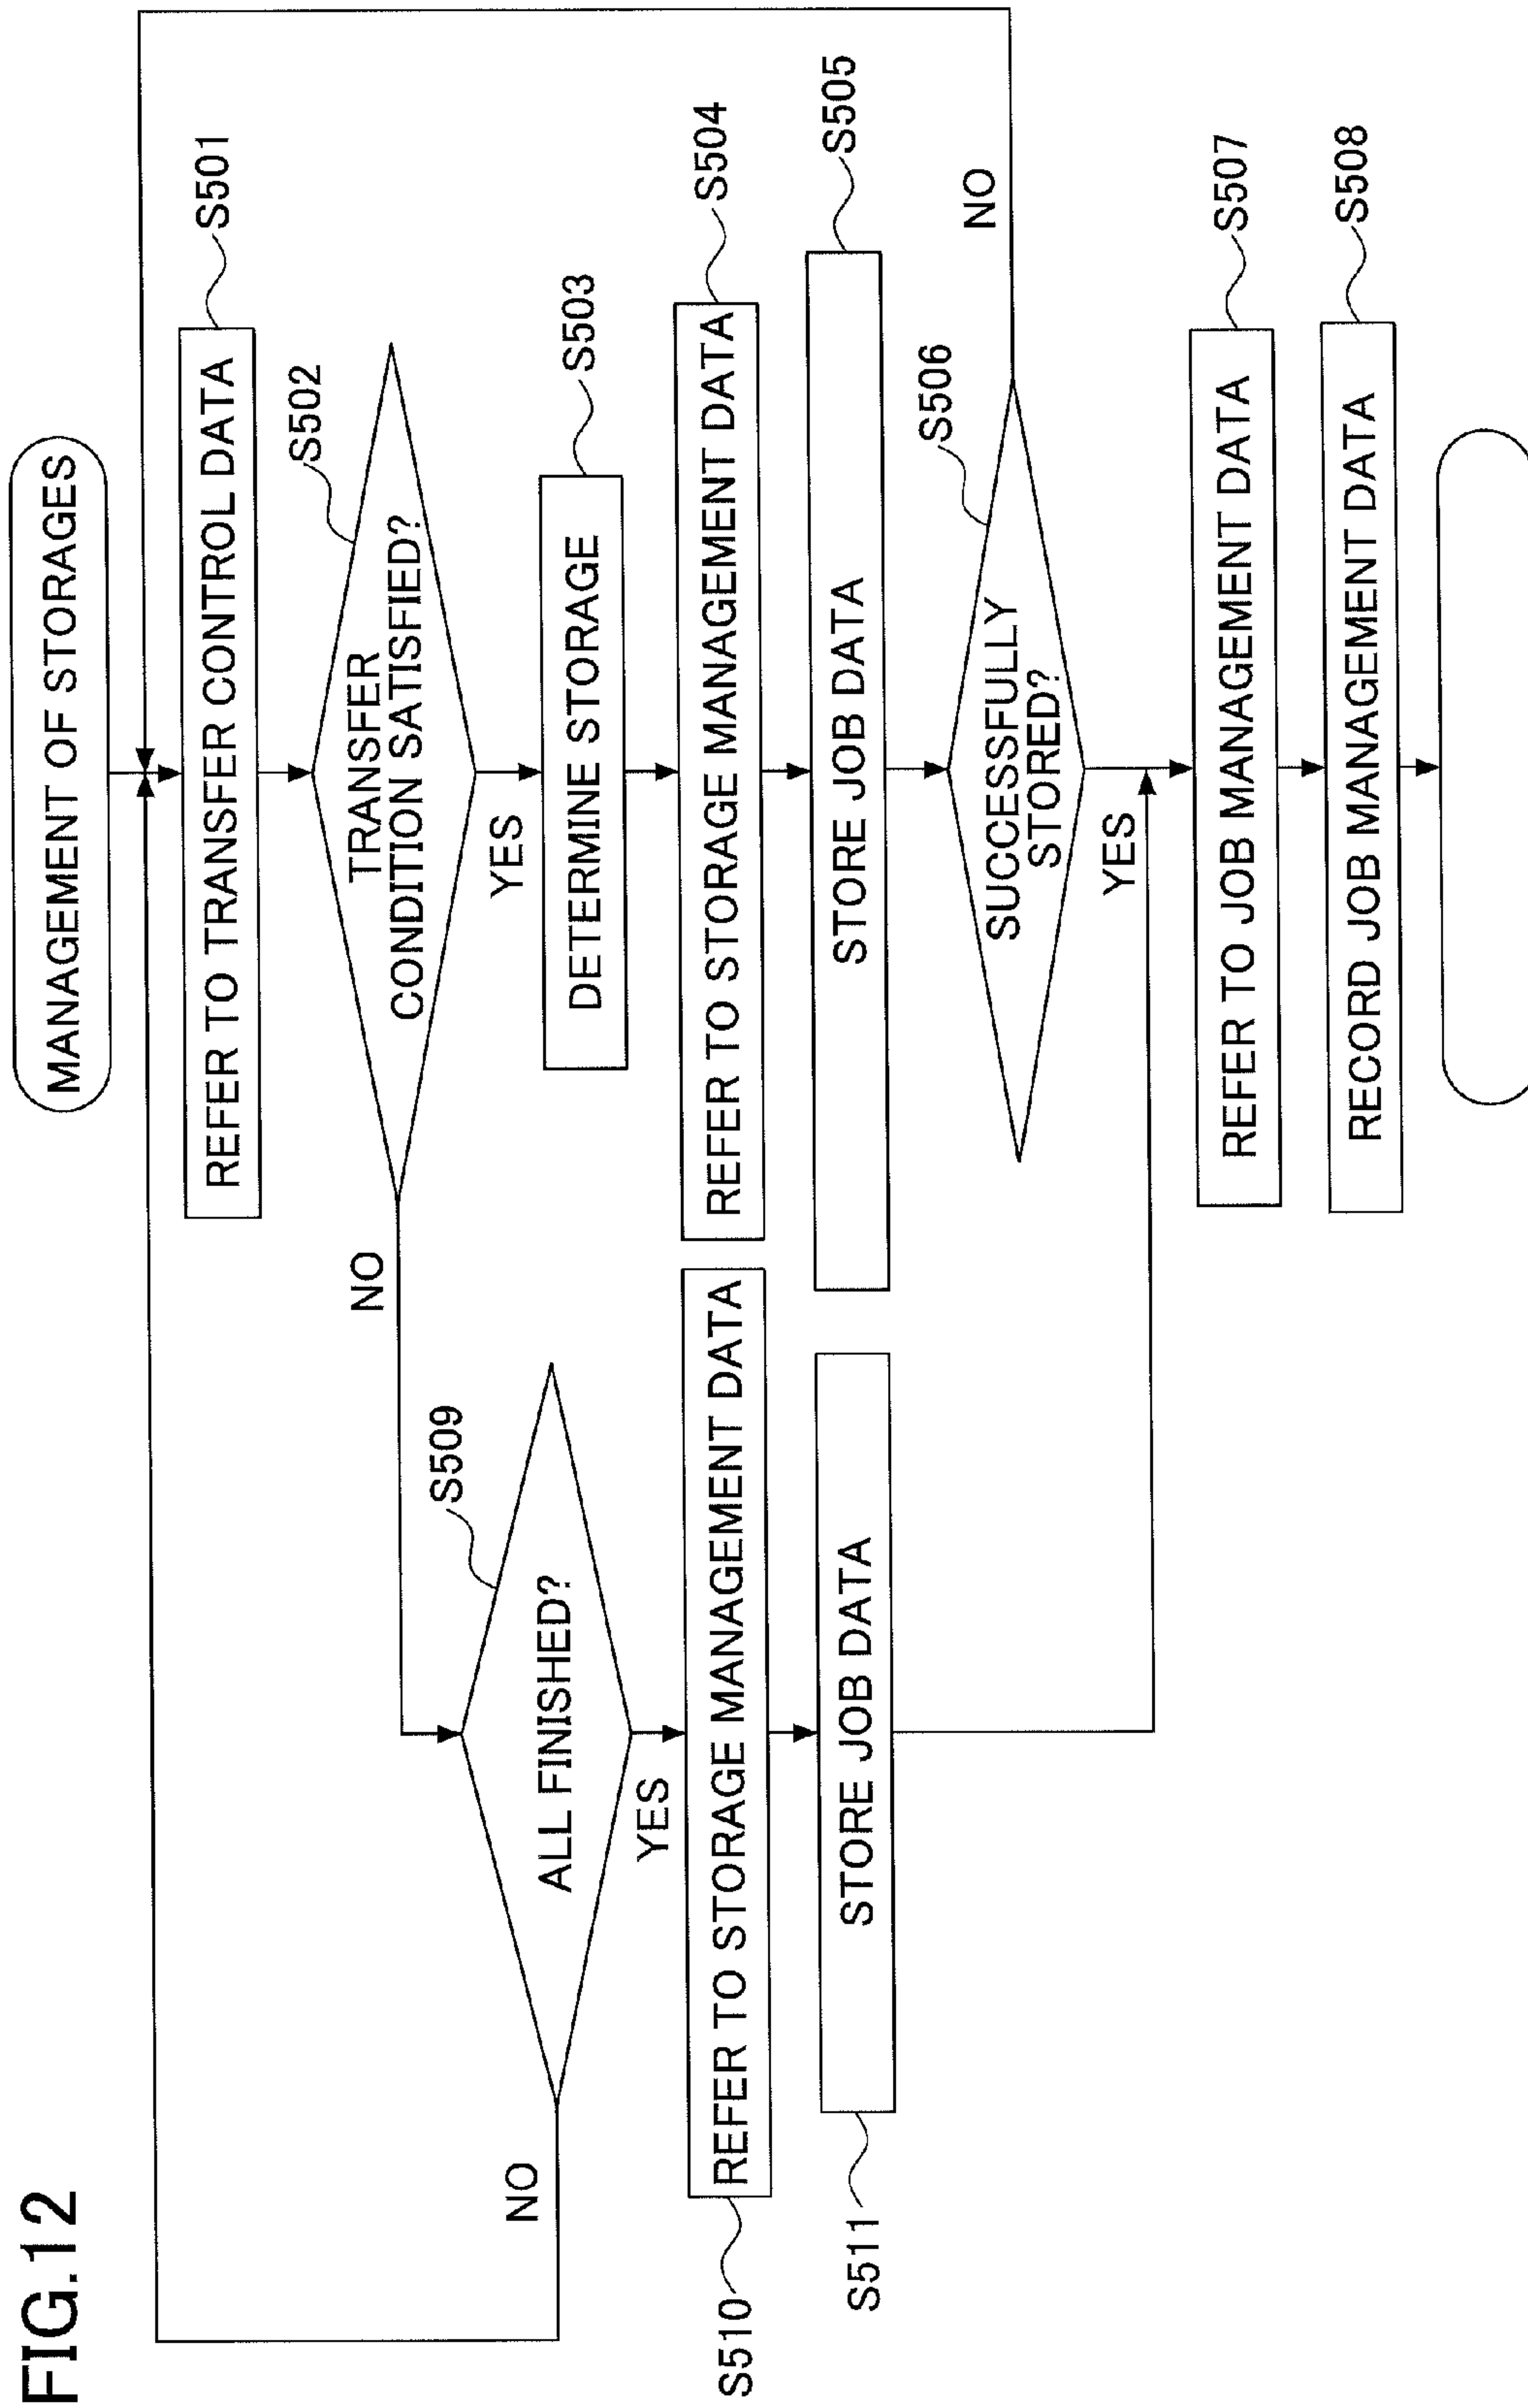 FIG.12
MANAGEMENT OF STORAGES
REFER TO TRANSFER CONTROL DATA
S501
TRANSFER
CONDITION SATISFIED?
S502
NO
YES
DETERMINE STORAGE
S503
REFER TO STORAGE MANAGEMENT DATA
S504
STORE JOB DATA
S505
SUCCESSFULLY
STORED?
S506
NO
YES
REFER TO JOB MANAGEMENT DATA
S507
RECORD JOB MANAGEMENT DATA
S508
ALL FINISHED?
S509
NO
YES
REFER TO STORAGE MANAGEMENT DATA
S510
STORE JOB DATA
S511